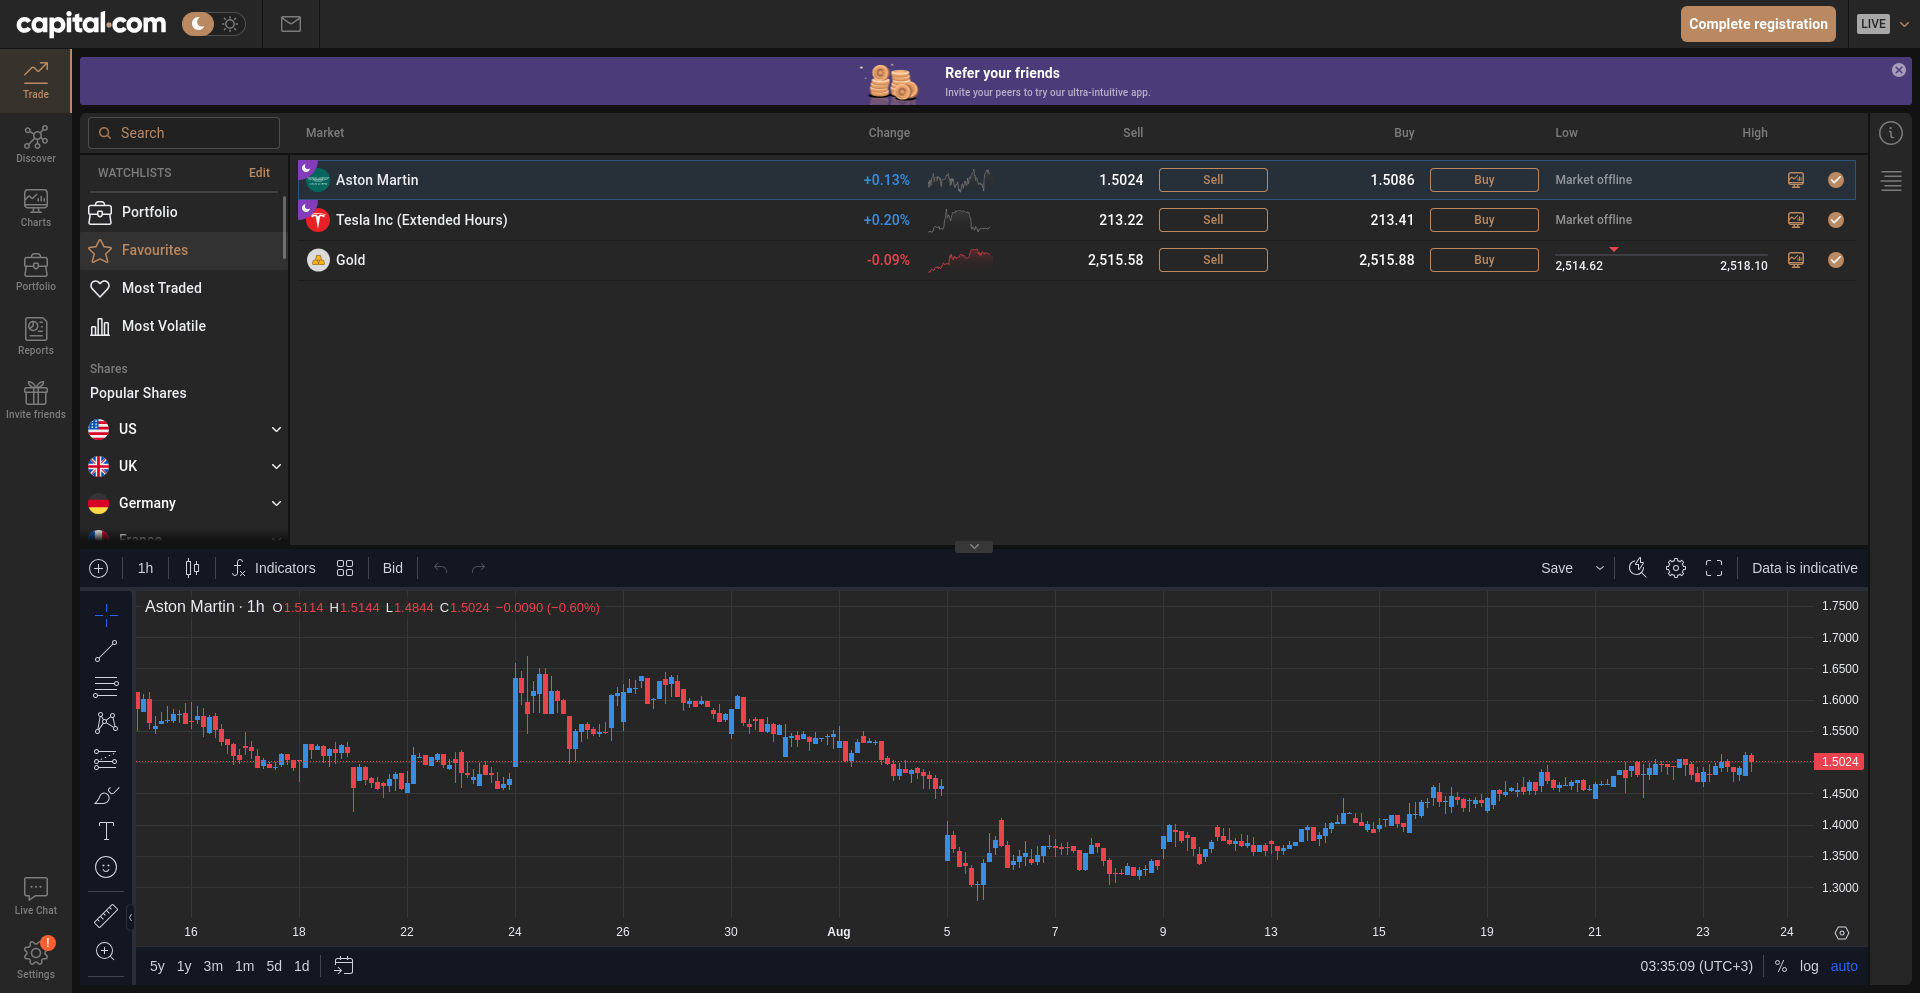 capital.com
Complete registration
LIVE
Refer your friends
Invite your peers to try our ultra-intuitive app.
Trade
Discover
Charts
Portfolio
Reports
Invite friends
Live Chat
!
Settings
Search
Market Change Sell Buy Low High
WATCHLISTS Edit
Portfolio
Favourites
Most Traded
Most Volatile
Shares
Popular Shares
US
UK
Germany
France
Aston Martin +0.13% 1.5024 Sell 1.5086 Buy Market offline
Tesla Inc (Extended Hours) +0.20% 213.22 Sell 213.41 Buy Market offline
Gold -0.09% 2,515.58 Sell 2,515.88 Buy 2,514.62 2,518.10
1h Indicators Bid Save Data is indicative
Aston Martin · 1h O1.5114 H1.5144 L1.4844 C1.5024 −0.0090 (−0.60%)
1.7500
1.7000
1.6500
1.6000
1.5500
1.5024
1.4500
1.4000
1.3500
1.3000
16 18 22 24 26 30 Aug 5 7 9 13 15 19 21 23 24
5y 1y 3m 1m 5d 1d 03:35:09 (UTC+3) % log auto